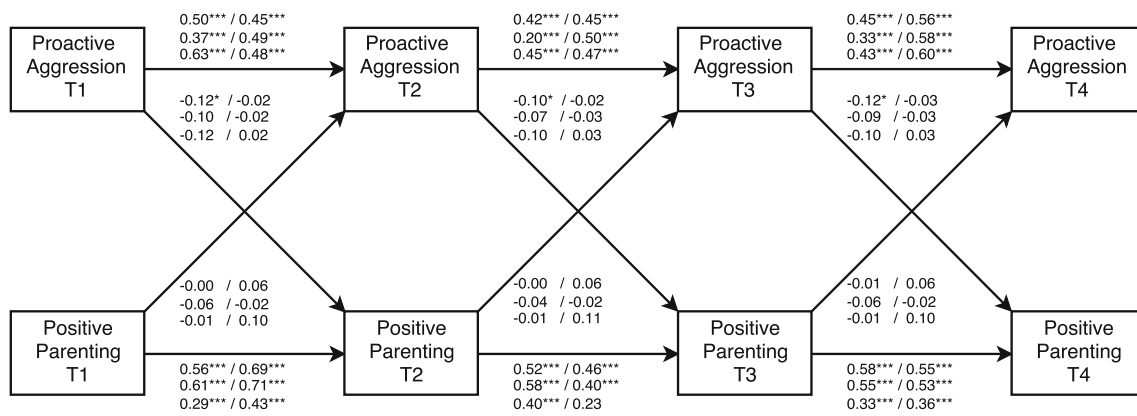 0.50*** / 0.45***
0.37*** / 0.49***
0.63*** / 0.48***
0.42*** / 0.45***
0.20*** / 0.50***
0.45*** / 0.47***
0.45*** / 0.56***
0.33*** / 0.58***
0.43*** / 0.60***
Proactive
Aggression
T1
Proactive
Aggression
T2
Proactive
Aggression
T3
Proactive
Aggression
T4
-0.12* / -0.02
-0.10 / -0.02
-0.12 / 0.02
-0.10* / -0.02
-0.07 / -0.03
-0.10 / 0.03
-0.12* / -0.03
-0.09 / -0.03
-0.10 / 0.03
-0.00 / 0.06
-0.06 / -0.02
-0.01 / 0.10
-0.00 / 0.06
-0.04 / -0.02
-0.01 / 0.11
-0.01 / 0.06
-0.06 / -0.02
-0.01 / 0.10
Positive
Parenting
T1
Positive
Parenting
T2
Positive
Parenting
T3
Positive
Parenting
T4
0.56*** / 0.69***
0.61*** / 0.71***
0.29*** / 0.43***
0.52*** / 0.46***
0.58*** / 0.40***
0.40*** / 0.23
0.58*** / 0.55***
0.55*** / 0.53***
0.33*** / 0.36***